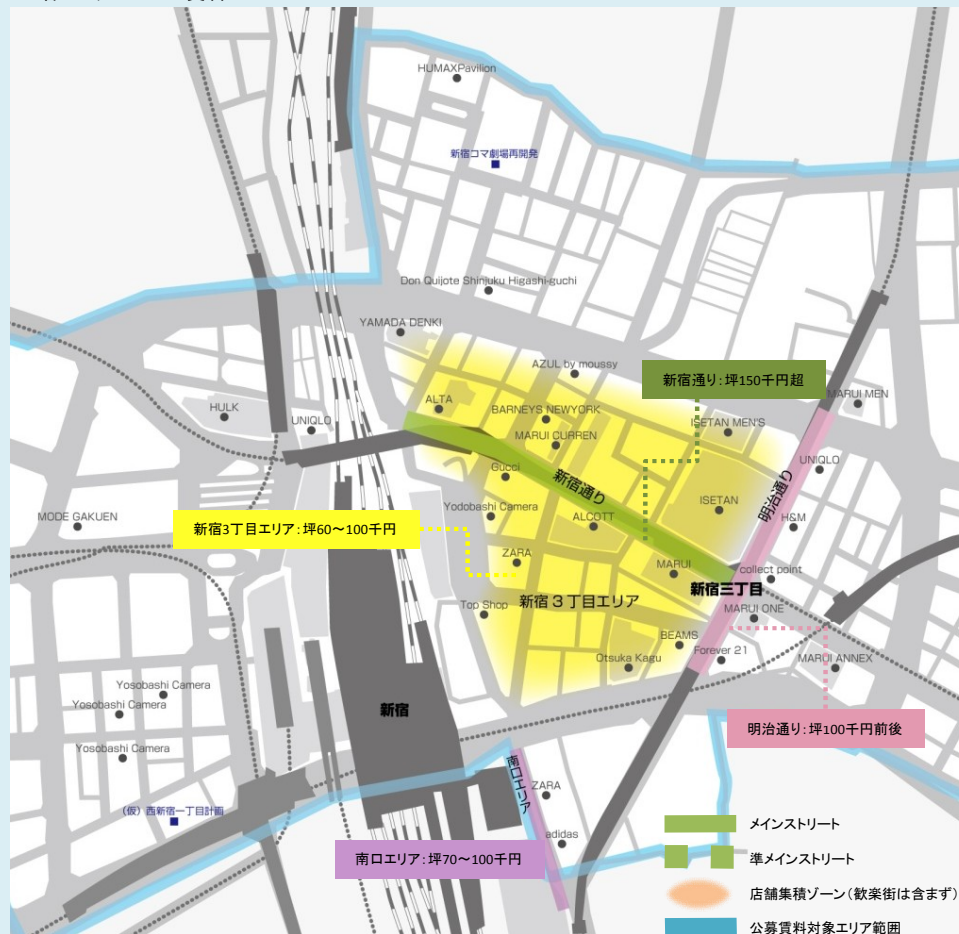 HUMAXPavilion
新宿コマ劇場再開発
Don Quijote Shinjuku Higashi-guchi
YAMADA DENKI
AZUL by moussy
新宿通り：坪150千円超
MARUI MEN
ALTA
HULK
UNIQLO
BARNEYS NEWYORK
ISETAN MEN'S
MARUI CURREN
UNIQLO
Gucci
新宿通り
明治通り
ISETAN
Yodobashi Camera
MODE GAKUEN
新宿3丁目エリア：坪60～100千円
ALCOTT
H&M
ZARA
MARUI
collect point
新宿三丁目
Top Shop
新宿３丁目エリア
MARUI ONE
BEAMS
Otsuka Kagu
Forever 21
MARUI ANNEX
Yosobashi Camera
Yosobashi Camera
新宿
明治通り：坪100千円前後
Yosobashi Camera
南口エリア
ZARA
(仮) 西新宿一丁目計画
adidas
南口エリア：坪70～100千円
メインストリート
準メインストリート
店舗集積ゾーン（歓楽街は含まず）
公募賃料対象エリア範囲